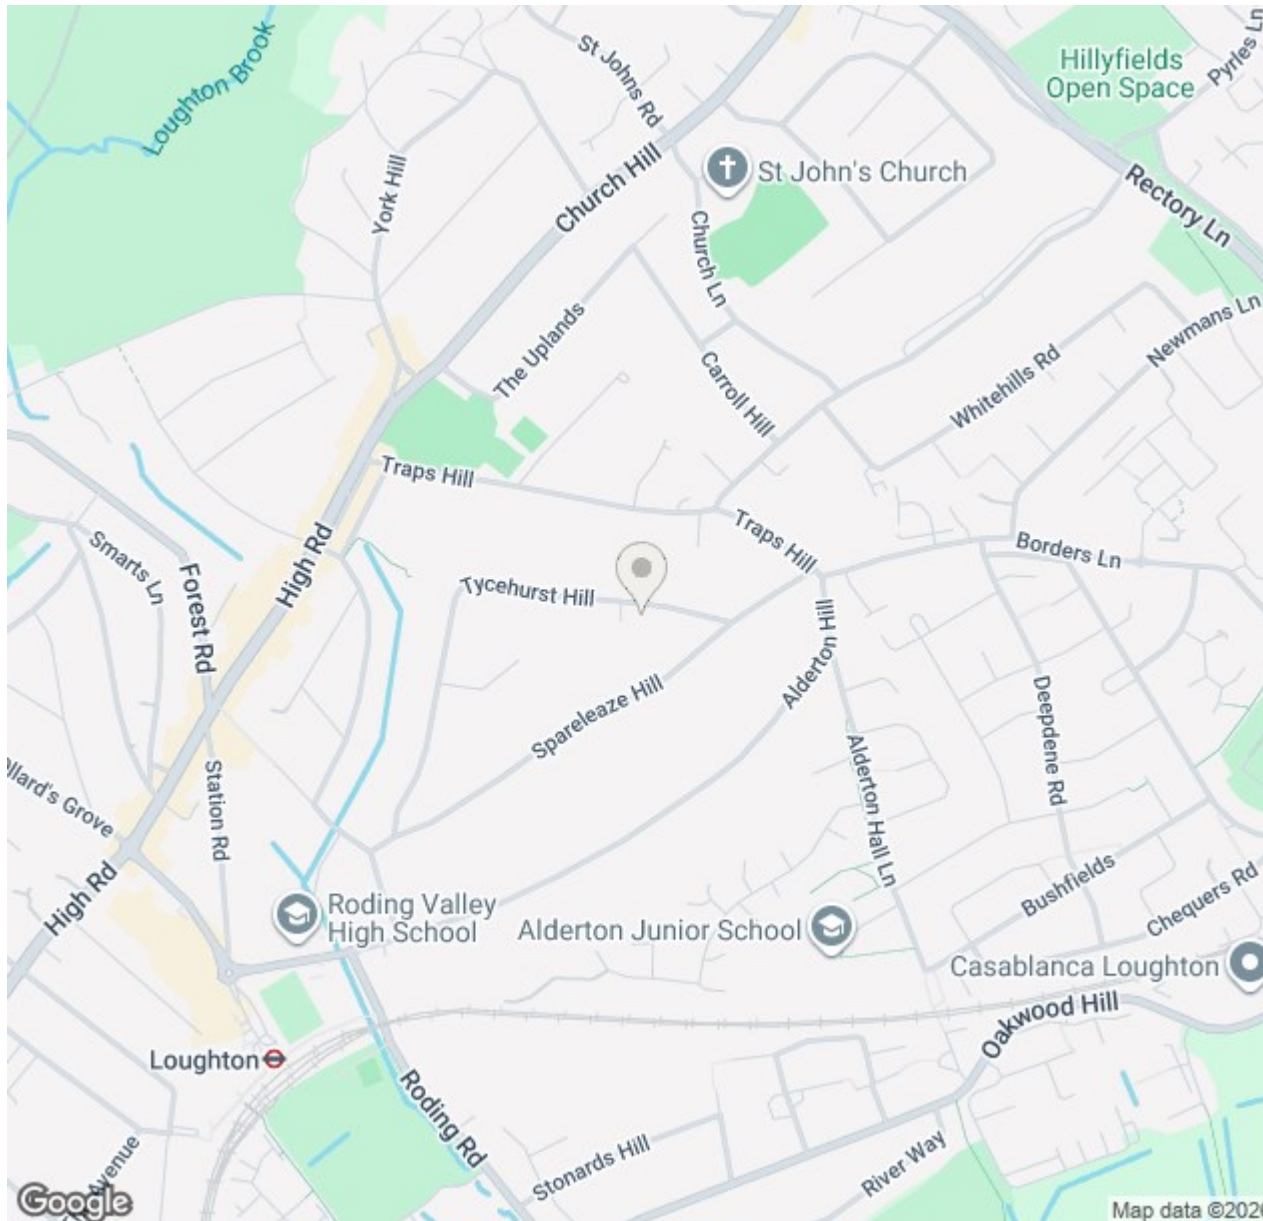 Loughton Brook
St Johns Rd
Hillyfields
Open Space
Pyrles Ln
York Hill
Church Hill
St John's Church
Rectory Ln
Church Ln
The Uplands
Carroll Hill
Whitehills Rd
Newmans Ln
Traps Hill
Traps Hill
High Rd
Smarts Ln
Forest Rd
Tycehurst Hill
Borders Ln
Alderton Hill
Spareleaze Hill
Deepdene Rd
Alderton Hall Ln
ollard's Grove
Station Rd
High Rd
Roding Valley
High School
Alderton Junior School
Bushfields
Chequers Rd
Casablanca Loughton
Oakwood Hill
Loughton
Roding Rd
Stonards Hill
River Way
Avenue
Google
Map data ©2026